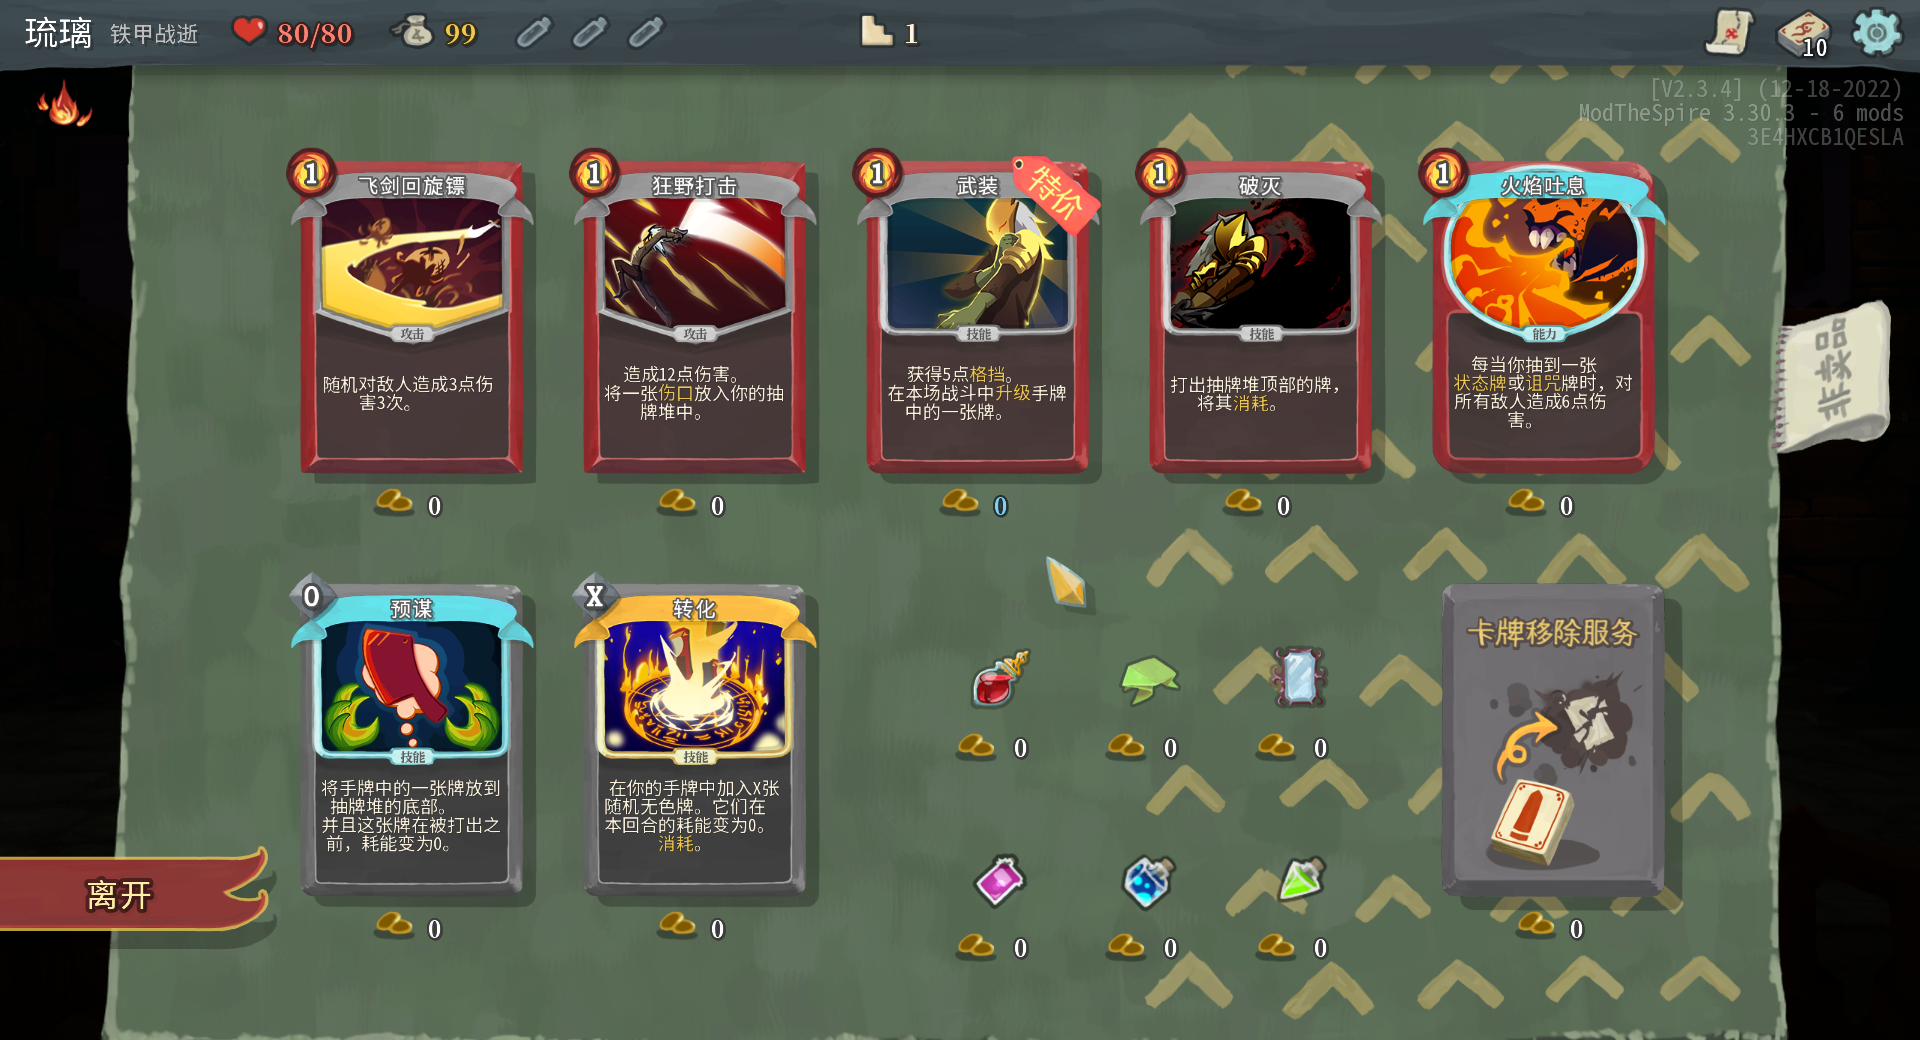 琉璃 铁甲战逝 80/80 99 1 10
[V2.3.4] (12-18-2022)
ModTheSpire 3.30.3 - 6 mods
3E4HXCB1QESLA
1
飞剑回旋镖
攻击
随机对敌人造成3点伤
害3次。
0
1
狂野打击
攻击
造成12点伤害。
将一张伤口放入你的抽
牌堆中。
0
1
武装
特价
技能
获得5点格挡。
在本场战斗中升级手牌
中的一张牌。
0
1
破灭
技能
打出抽牌堆顶部的牌，
将其消耗。
0
1
火焰吐息
能力
每当你抽到一张
状态牌或诅咒牌时，对
所有敌人造成6点伤
害。
0
非卖品
0
预谋
技能
将手牌中的一张牌放到
抽牌堆的底部。
并且这张牌在被打出之
前，耗能变为0。
0
X
转化
技能
在你的手牌中加入X张
随机无色牌。它们在
本回合的耗能变为0。
消耗。
0
0 0 0
0 0 0
卡牌移除服务
0
离开